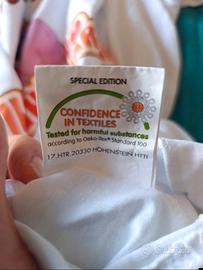 SPECIAL EDITION
CONFIDENCE
IN TEXTILES
Tested for harmful substances
according to Oeko-Tex® Standard 100
17.HTR.20330 HOHENSTEIN HTTI